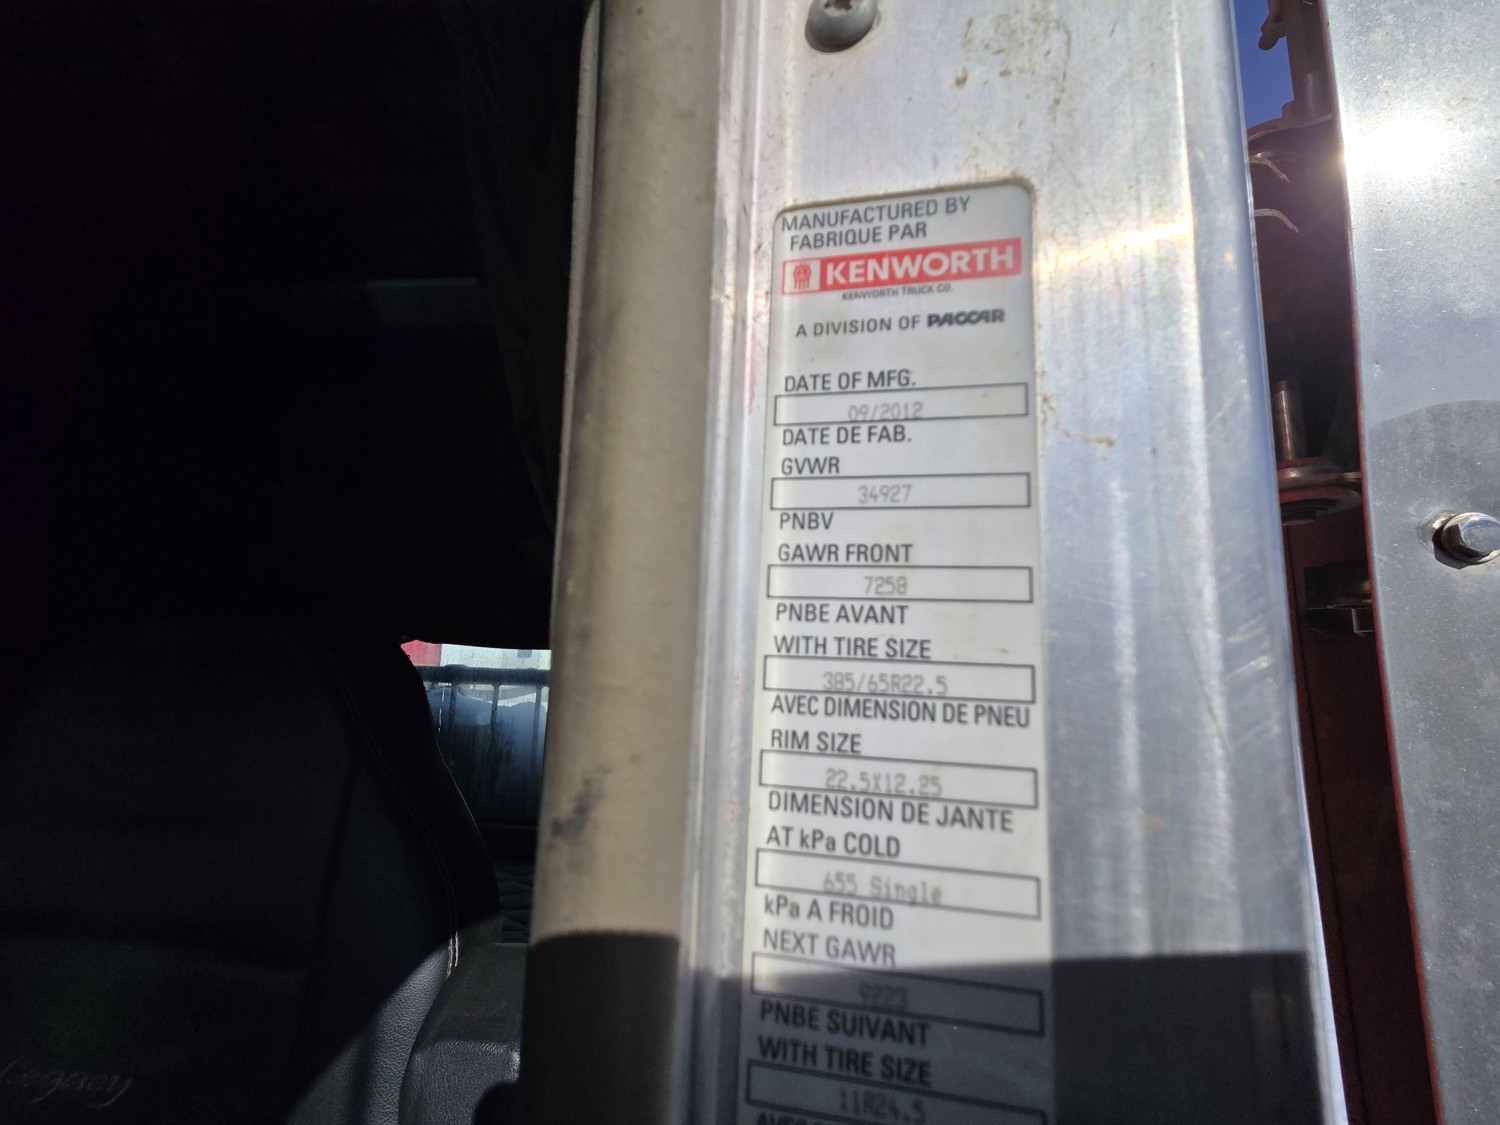 MANUFACTURED BY
FABRIQUE PAR
KENWORTH
KENWORTH TRUCK CO.
A DIVISION OF PACCAR
DATE OF MFG.
09/2012
DATE DE FAB.
GVWR
34927
PNBV
GAWR FRONT
7258
PNBE AVANT
WITH TIRE SIZE
385/65R22.5
AVEC DIMENSION DE PNEU
RIM SIZE
22.5X12.25
DIMENSION DE JANTE
AT kPa COLD
655 Single
kPa A FROID
NEXT GAWR
9223
PNBE SUIVANT
WITH TIRE SIZE
11R24.5
Legacy